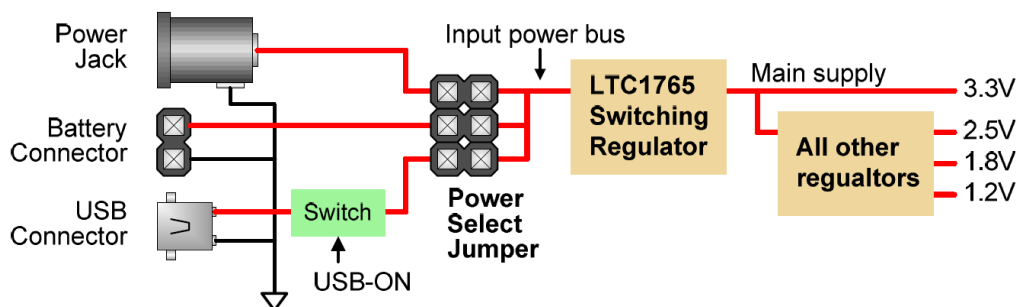 Power
Jack
Battery
Connector
USB
Connector
Switch
USB-ON
Power
Select
Jumper
Input power bus
LTC1765
Switching
Regulator
Main supply
All other
regualtors
3.3V
2.5V
1.8V
1.2V